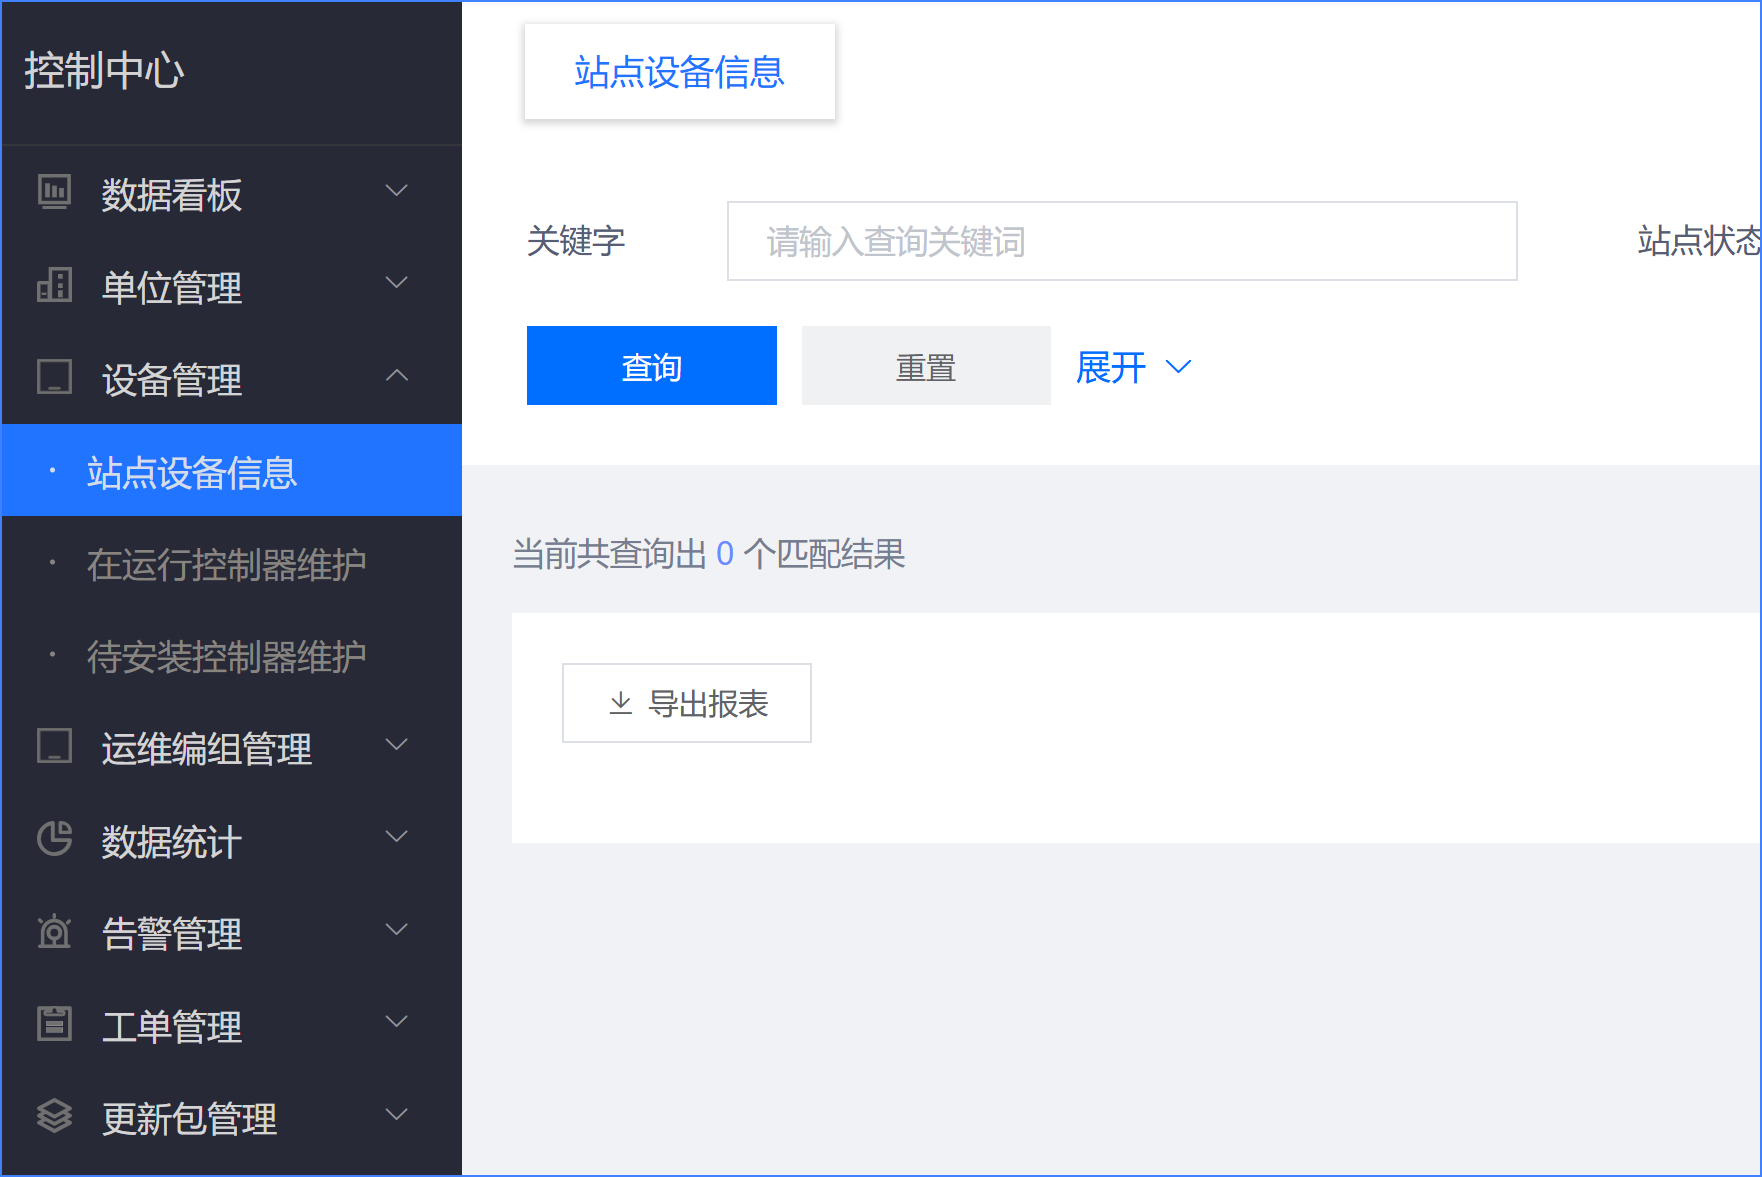 控制中心
数据看板
单位管理
设备管理
站点设备信息
在运行控制器维护
待安装控制器维护
运维编组管理
数据统计
告警管理
工单管理
更新包管理
站点设备信息
关键字
请输入查询关键词
站点状态
查询
重置
展开
当前共查询出 0 个匹配结果
导出报表